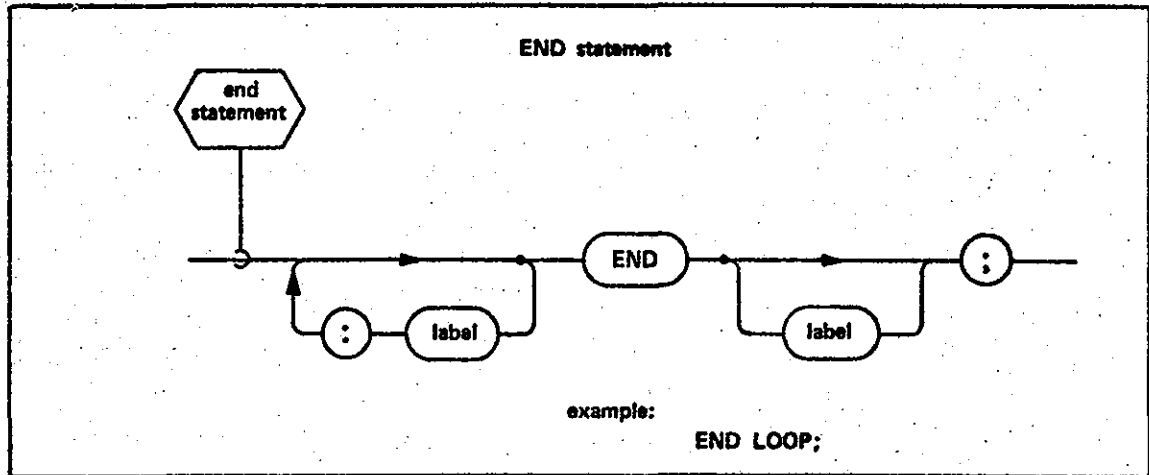 END statement
end
statement
END
;
: label
label
example:
END LOOP;